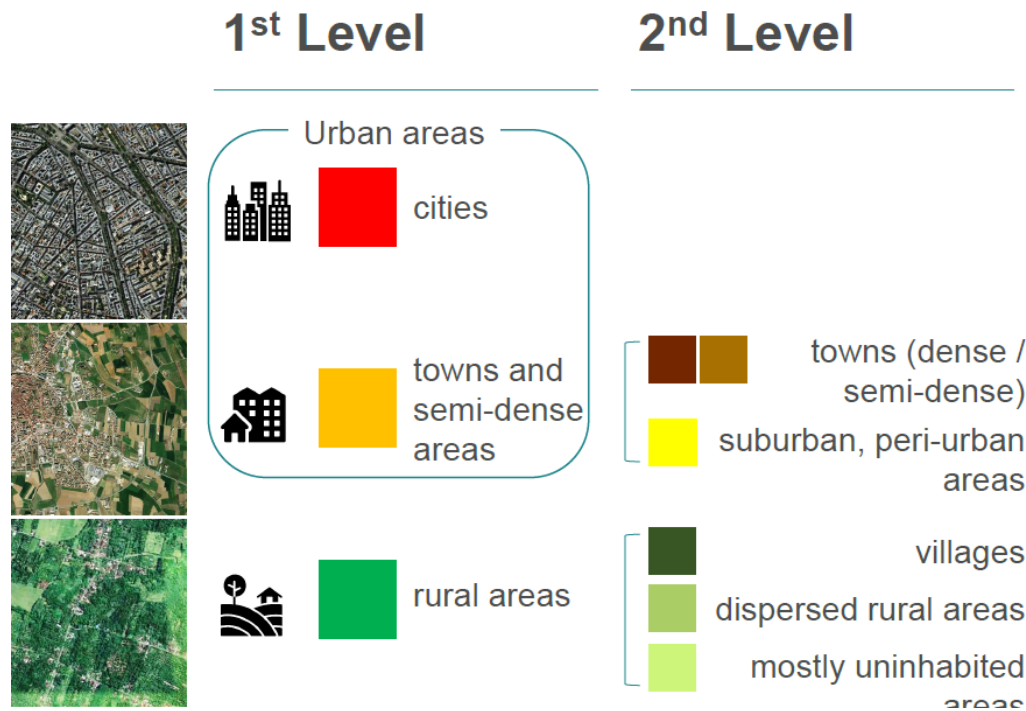 1st Level
2nd Level
Urban areas
cities
towns and
semi-dense
areas
towns (dense /
semi-dense)
suburban, peri-urban
areas
rural areas
villages
dispersed rural areas
mostly uninhabited
areas